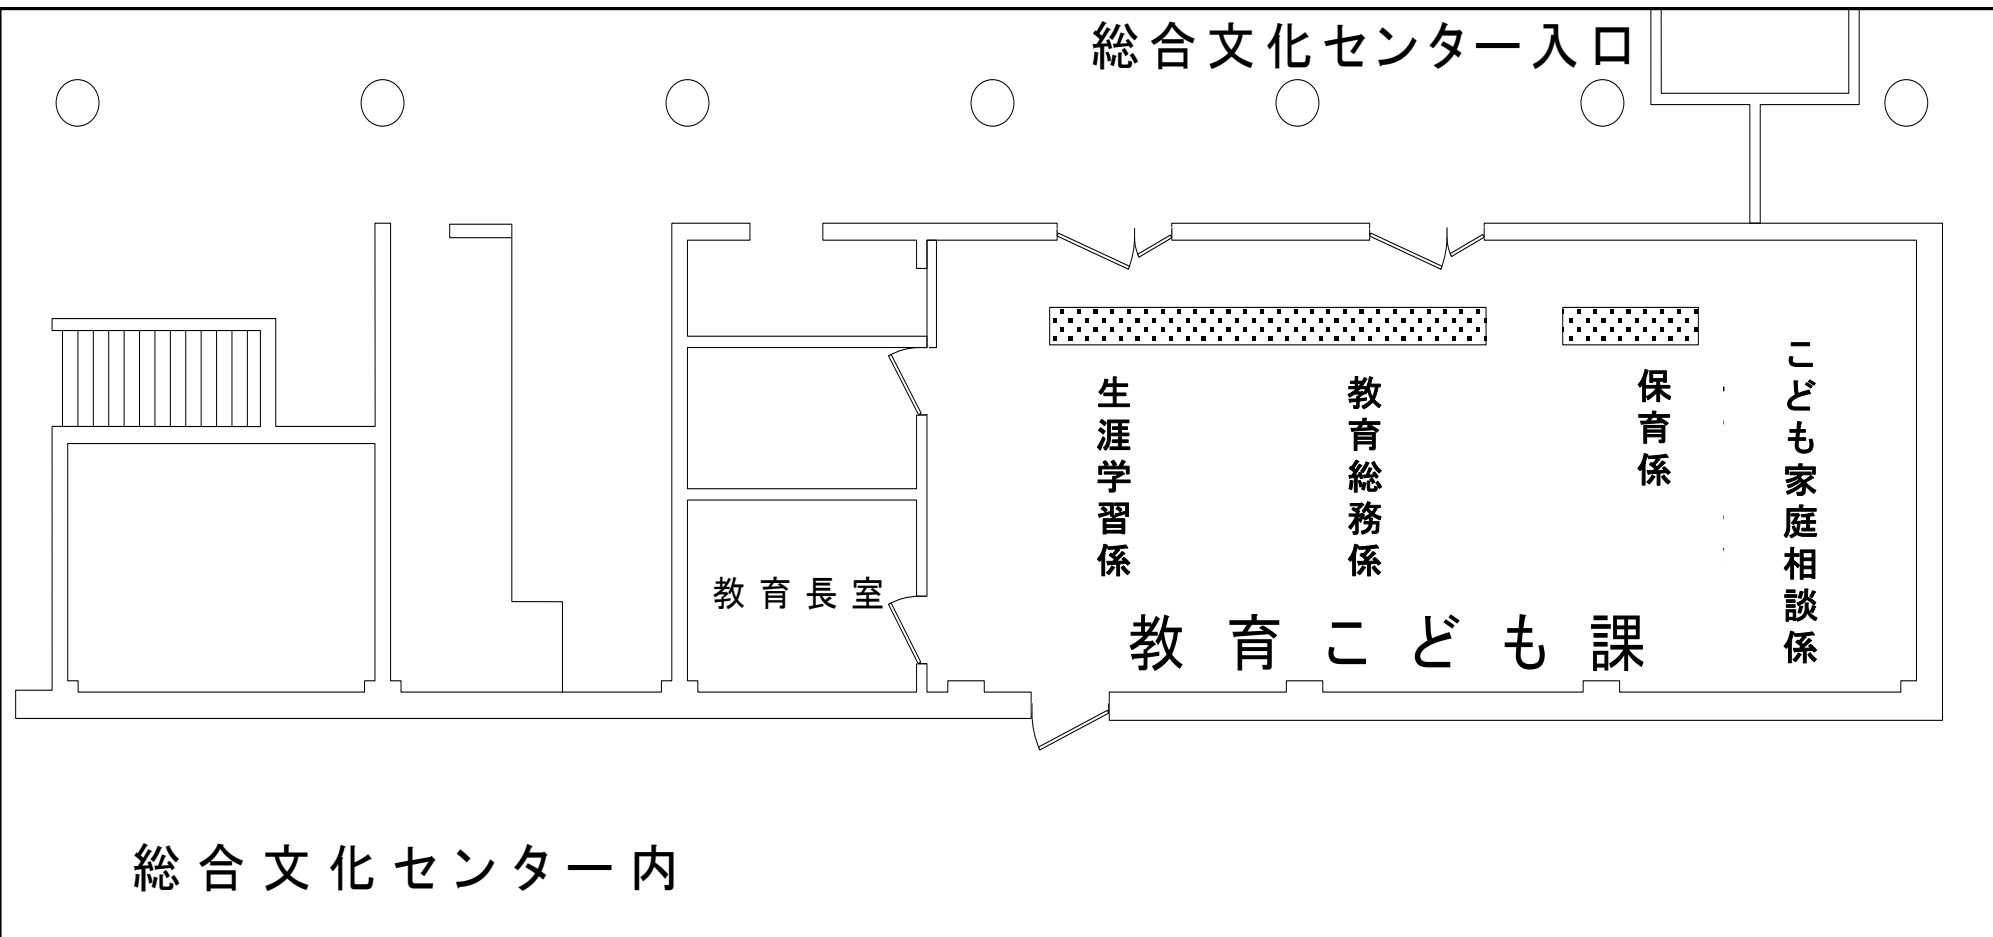 総合文化センター入口
生涯学習係
教育総務係
保育係
こども家庭相談係
教育長室
教育こども課
総合文化センター内